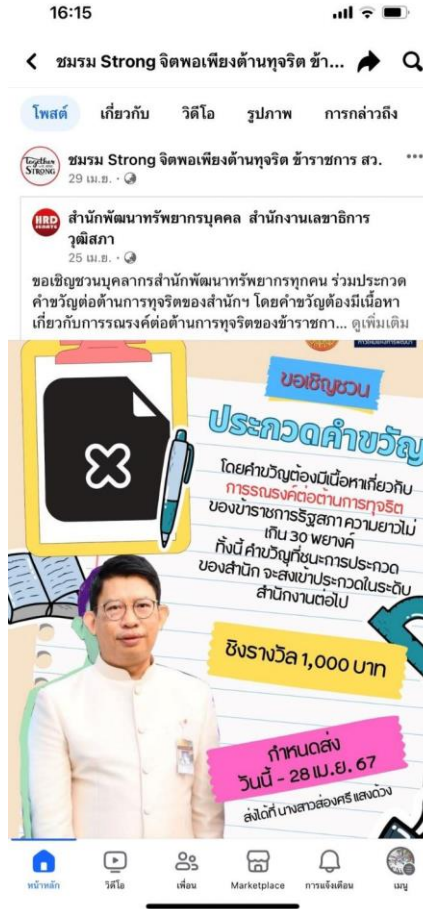 16:15
ชมรม Strong จิตพอเพียงต้านทุจริต ข้า...
โพสต์ เกี่ยวกับ วิดีโอ รูปภาพ การกล่าวถึง
Together STRONG
ชมรม Strong จิตพอเพียงต้านทุจริต ข้าราชการ สว.
29 เม.ย. ·
HRD
สำนักพัฒนาทรัพยากรบุคคล สำนักงานเลขาธิการ
วุฒิสภา
25 เม.ย. ·
ขอเชิญชวนบุคลากรสำนักพัฒนาทรัพยากรทุกคน ร่วมประกวด
คำขวัญต่อต้านการทุจริตของสำนักฯ โดยคำขวัญต้องมีเนื้อหา
เกี่ยวกับการรณรงค์ต่อต้านการทุจริตของข้าราชกา... ดูเพิ่มเติม
ขอเชิญชวน
ประกวดคำขวัญ
โดยคำขวัญต้องมีเนื้อหาเกี่ยวกับ
การรณรงค์ต่อต้านการทุจริต
ของข้าราชการรัฐสภา ความยาวไม่
เกิน 30 พยางค์
ทั้งนี้ คำขวัญที่ชนะการประกวด
ของสำนัก จะส่งเข้าประกวดในระดับ
สำนักงานต่อไป
ชิงรางวัล 1,000 บาท
กำหนดส่ง
วันนี้ - 28 เม.ย. 67
ส่งได้ที่ นางสาวส่องศรี แสงด้วง
หน้าหลัก วิดีโอ เพื่อน Marketplace การแจ้งเตือน เมนู